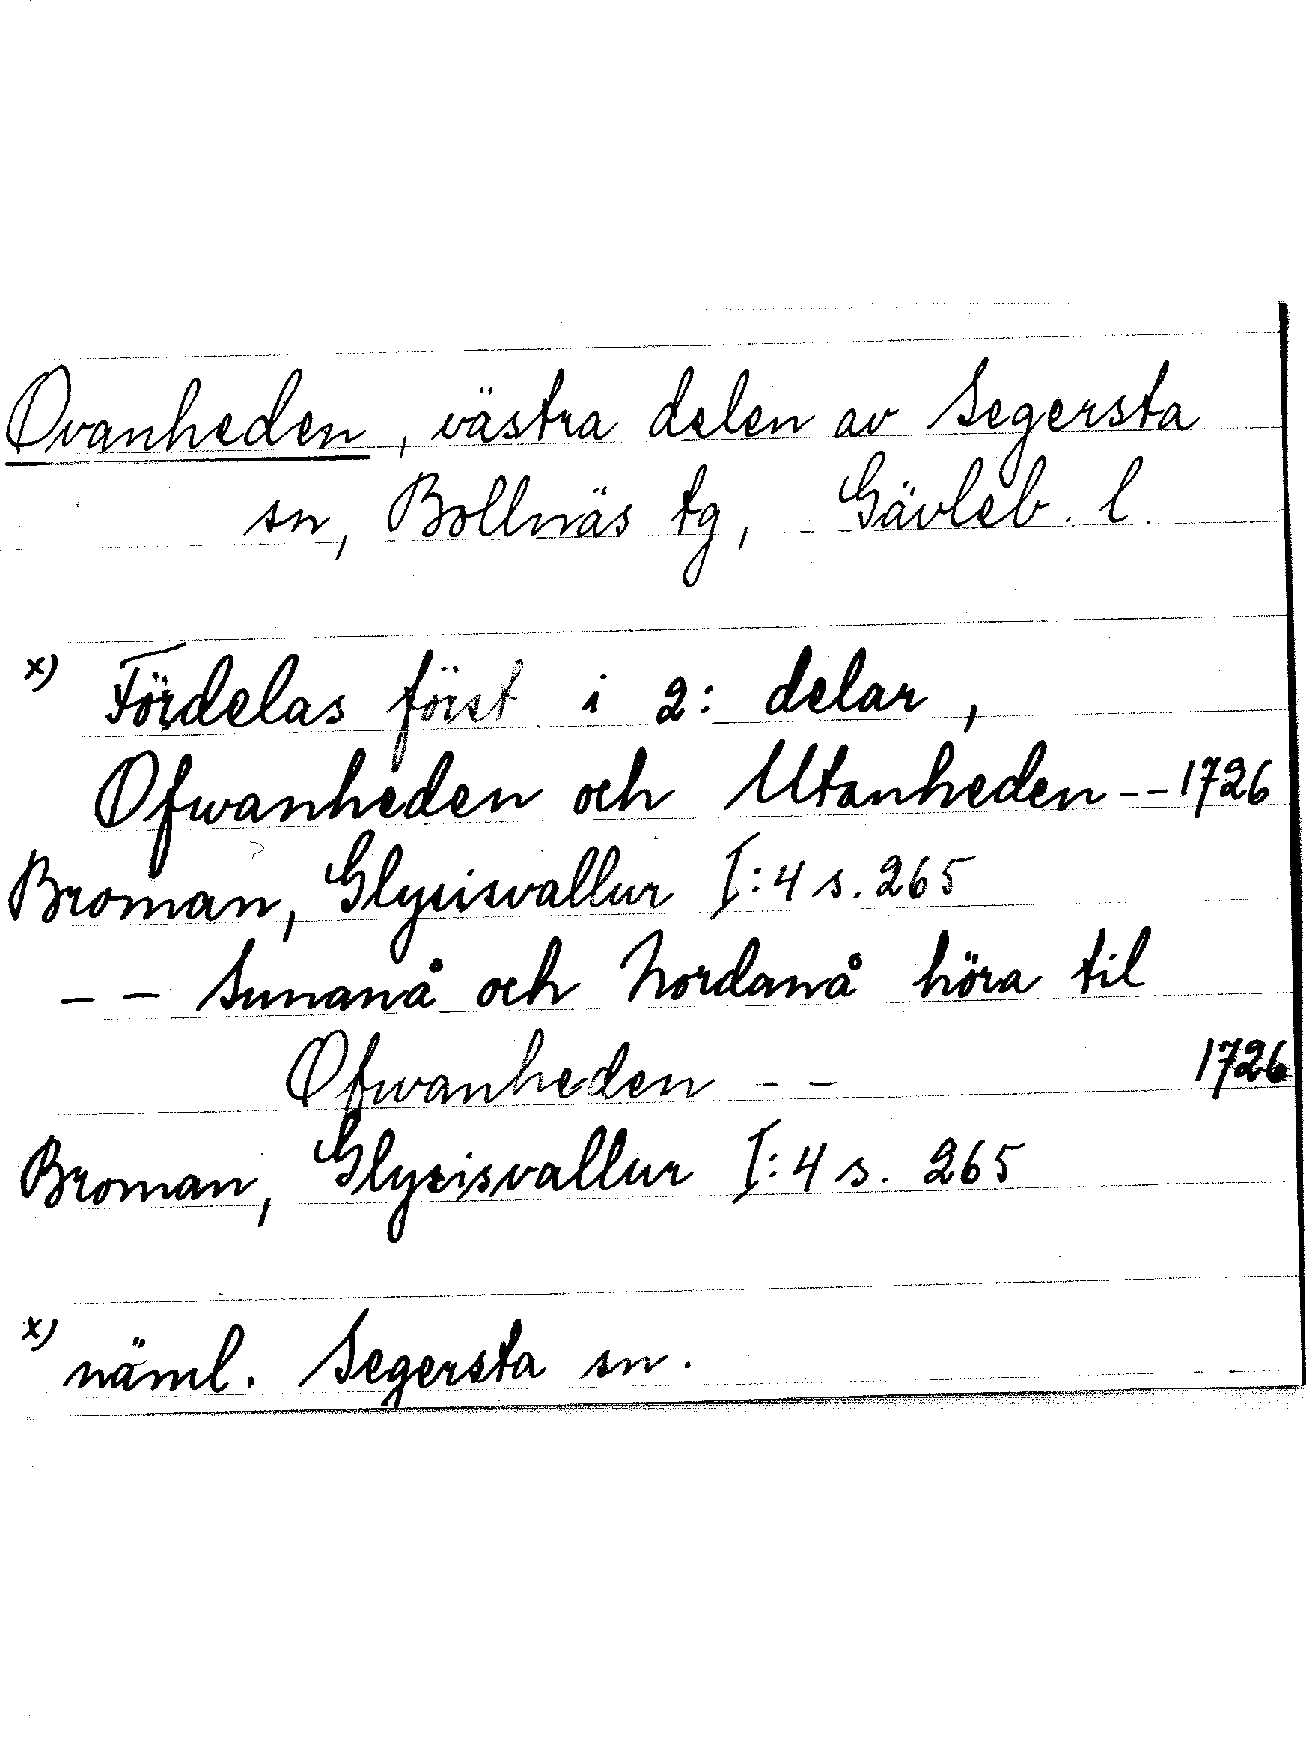 Ovanheden, västra delen av Segersta
sn, Bollnäs tg, Gävleb. l.
x) Fördelas först i 2: delar,
Ofwanheden och Utanheden -- 1726
Broman, Glysisvallur I:4 s. 265
-- Sunanå och Nordanå höra til
Ofwanheden -- 1726
Broman, Glysisvallur I:4 s. 265
x) näml. Segersta sn.